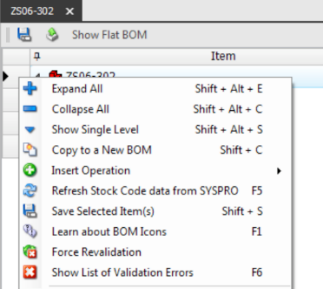 ZS06-302
Show Flat BOM
Item
ZS06-302
Expand All Shift + Alt + E
Collapse All Shift + Alt + C
Show Single Level Shift + Alt + S
Copy to a New BOM Shift + C
Insert Operation
Refresh Stock Code data from SYSPRO F5
Save Selected Item(s) Shift + S
Learn about BOM Icons F1
Force Revalidation
Show List of Validation Errors F6